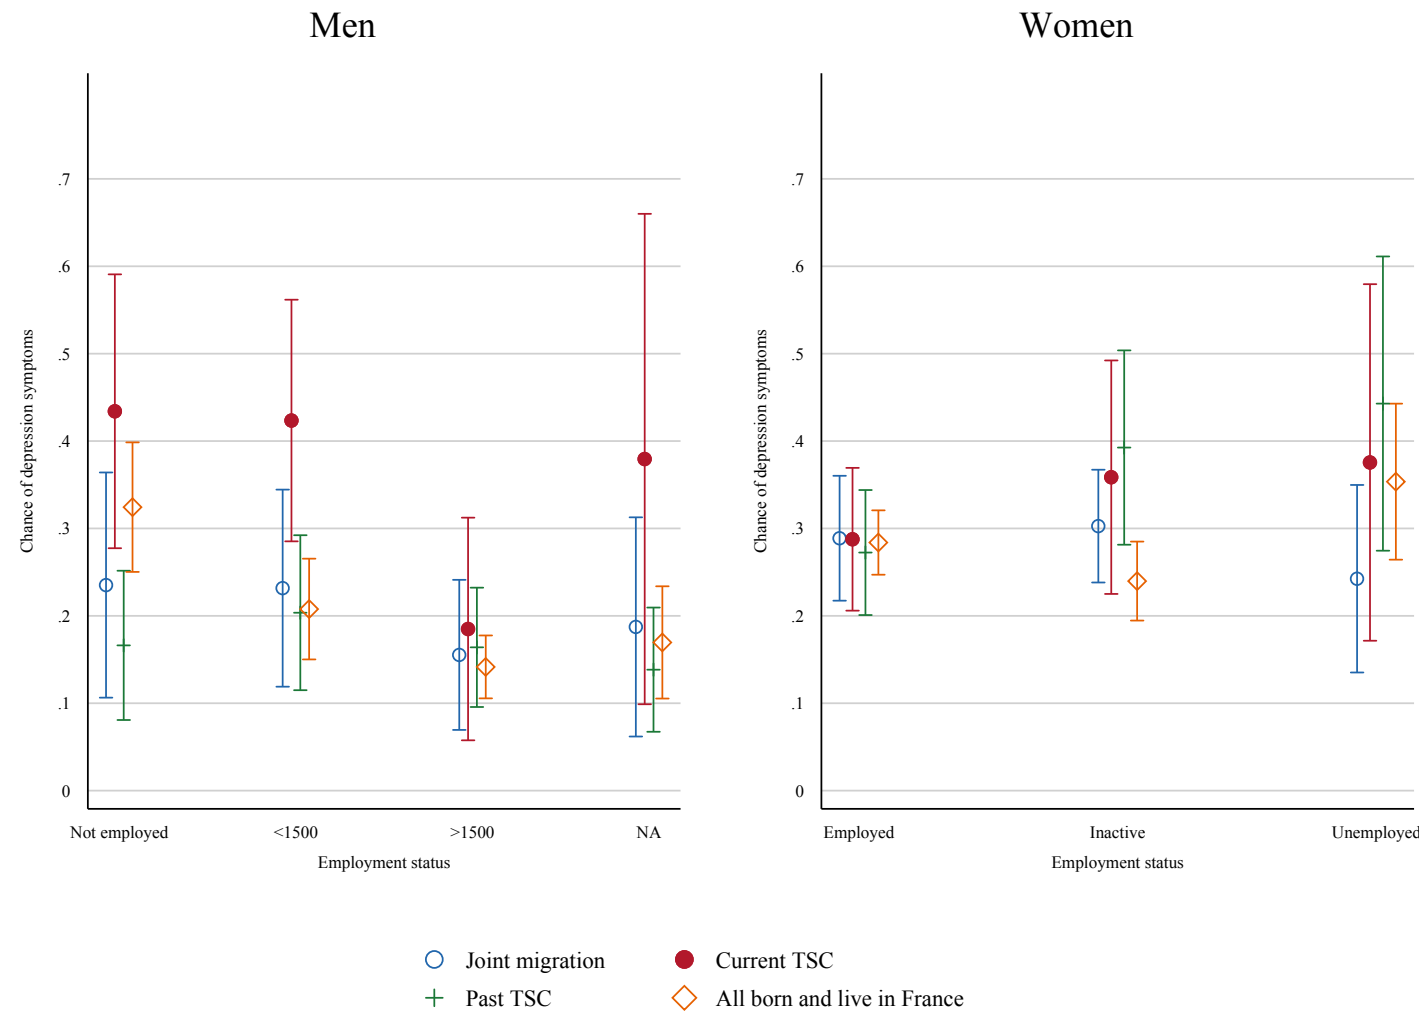 Men
Women
Chance of depression symptoms
.7
.6
.5
.4
.3
.2
.1
0
Not employed
<1500
>1500
NA
Employment status
Chance of depression symptoms
.7
.6
.5
.4
.3
.2
.1
0
Employed
Inactive
Unemployed
Employment status
Joint migration
Current TSC
Past TSC
All born and live in France